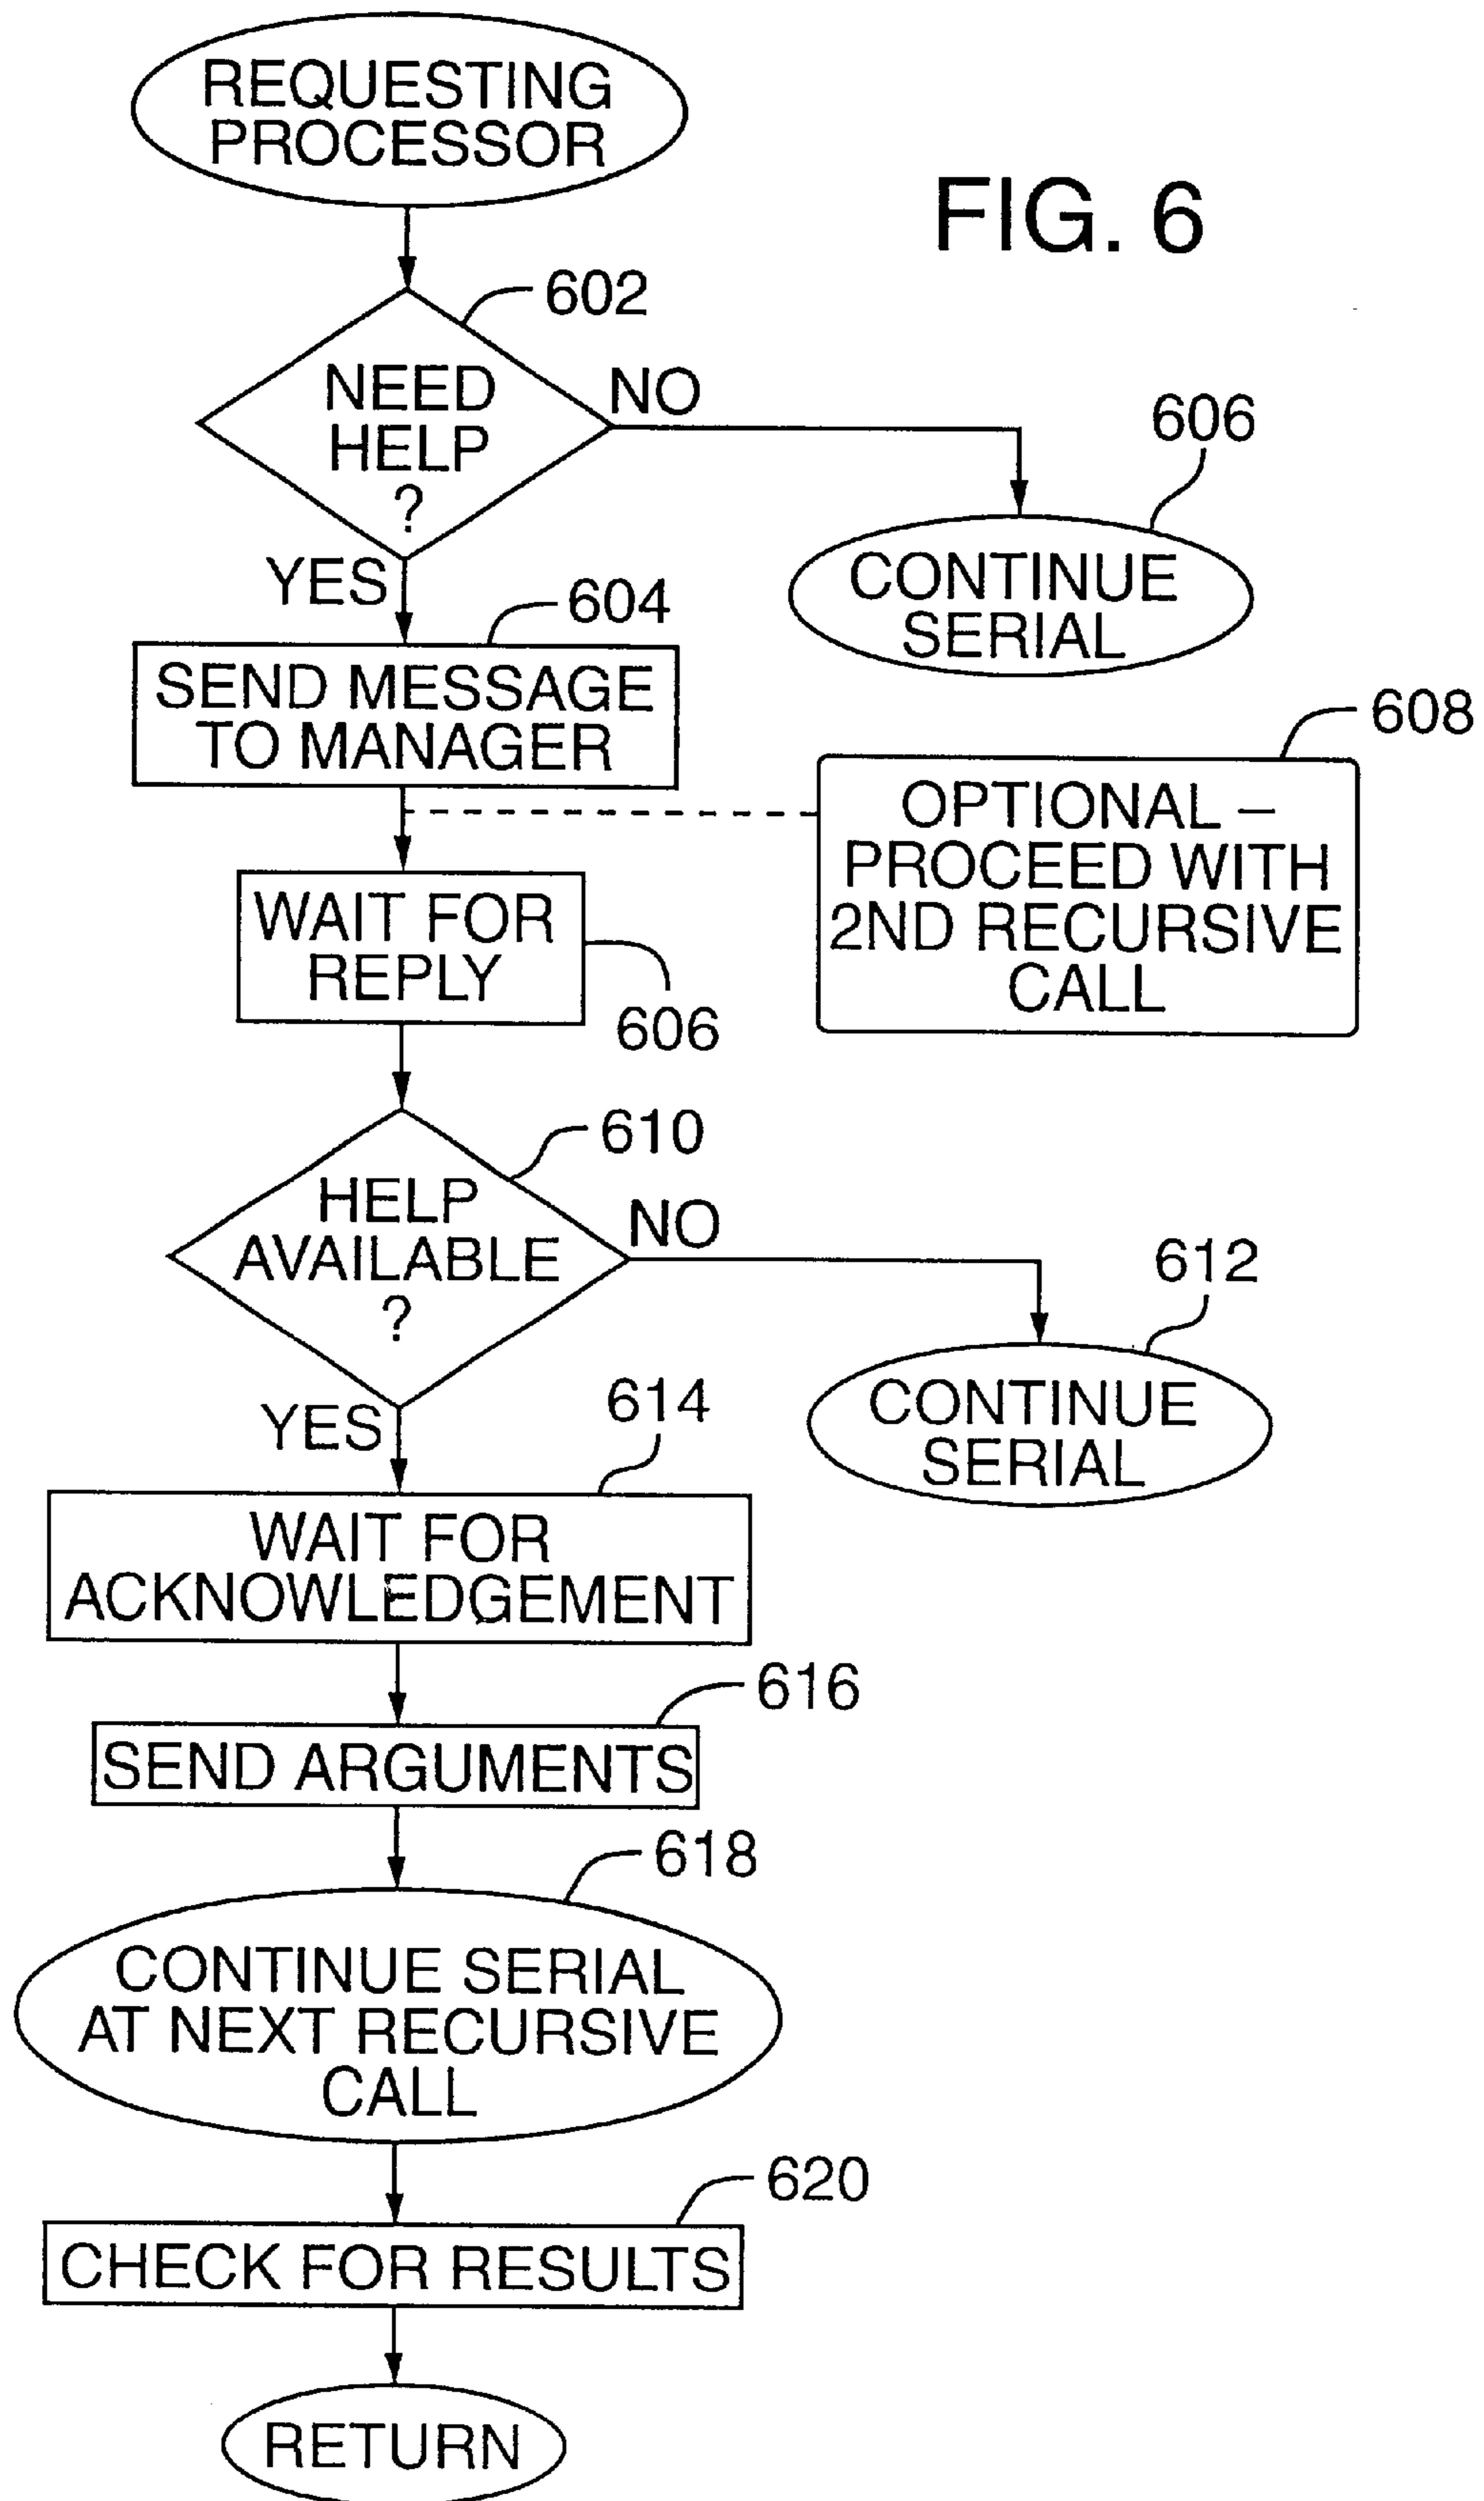 REQUESTING
PROCESSOR
FIG. 6
602
NEED
HELP
?
NO
606
CONTINUE
SERIAL
YES
604
SEND MESSAGE
TO MANAGER
608
OPTIONAL —
PROCEED WITH
2ND RECURSIVE
CALL
WAIT FOR
REPLY
606
610
HELP
AVAILABLE
?
NO
612
CONTINUE
SERIAL
YES
614
WAIT FOR
ACKNOWLEDGEMENT
616
SEND ARGUMENTS
618
CONTINUE SERIAL
AT NEXT RECURSIVE
CALL
620
CHECK FOR RESULTS
RETURN